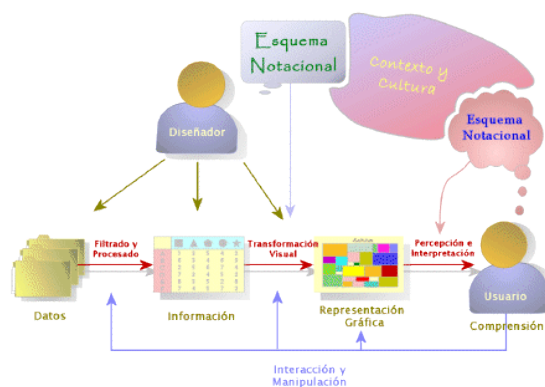 Esquema
Notacional
Contexto y
Cultura
Esquema
Notacional
Diseñador
Filtrado y
Procesado
Transformación
Visual
Percepción e
Interpretación
Usuario
Datos
Información
Representación
Gráfica
Comprensión
Interacción y
Manipulación